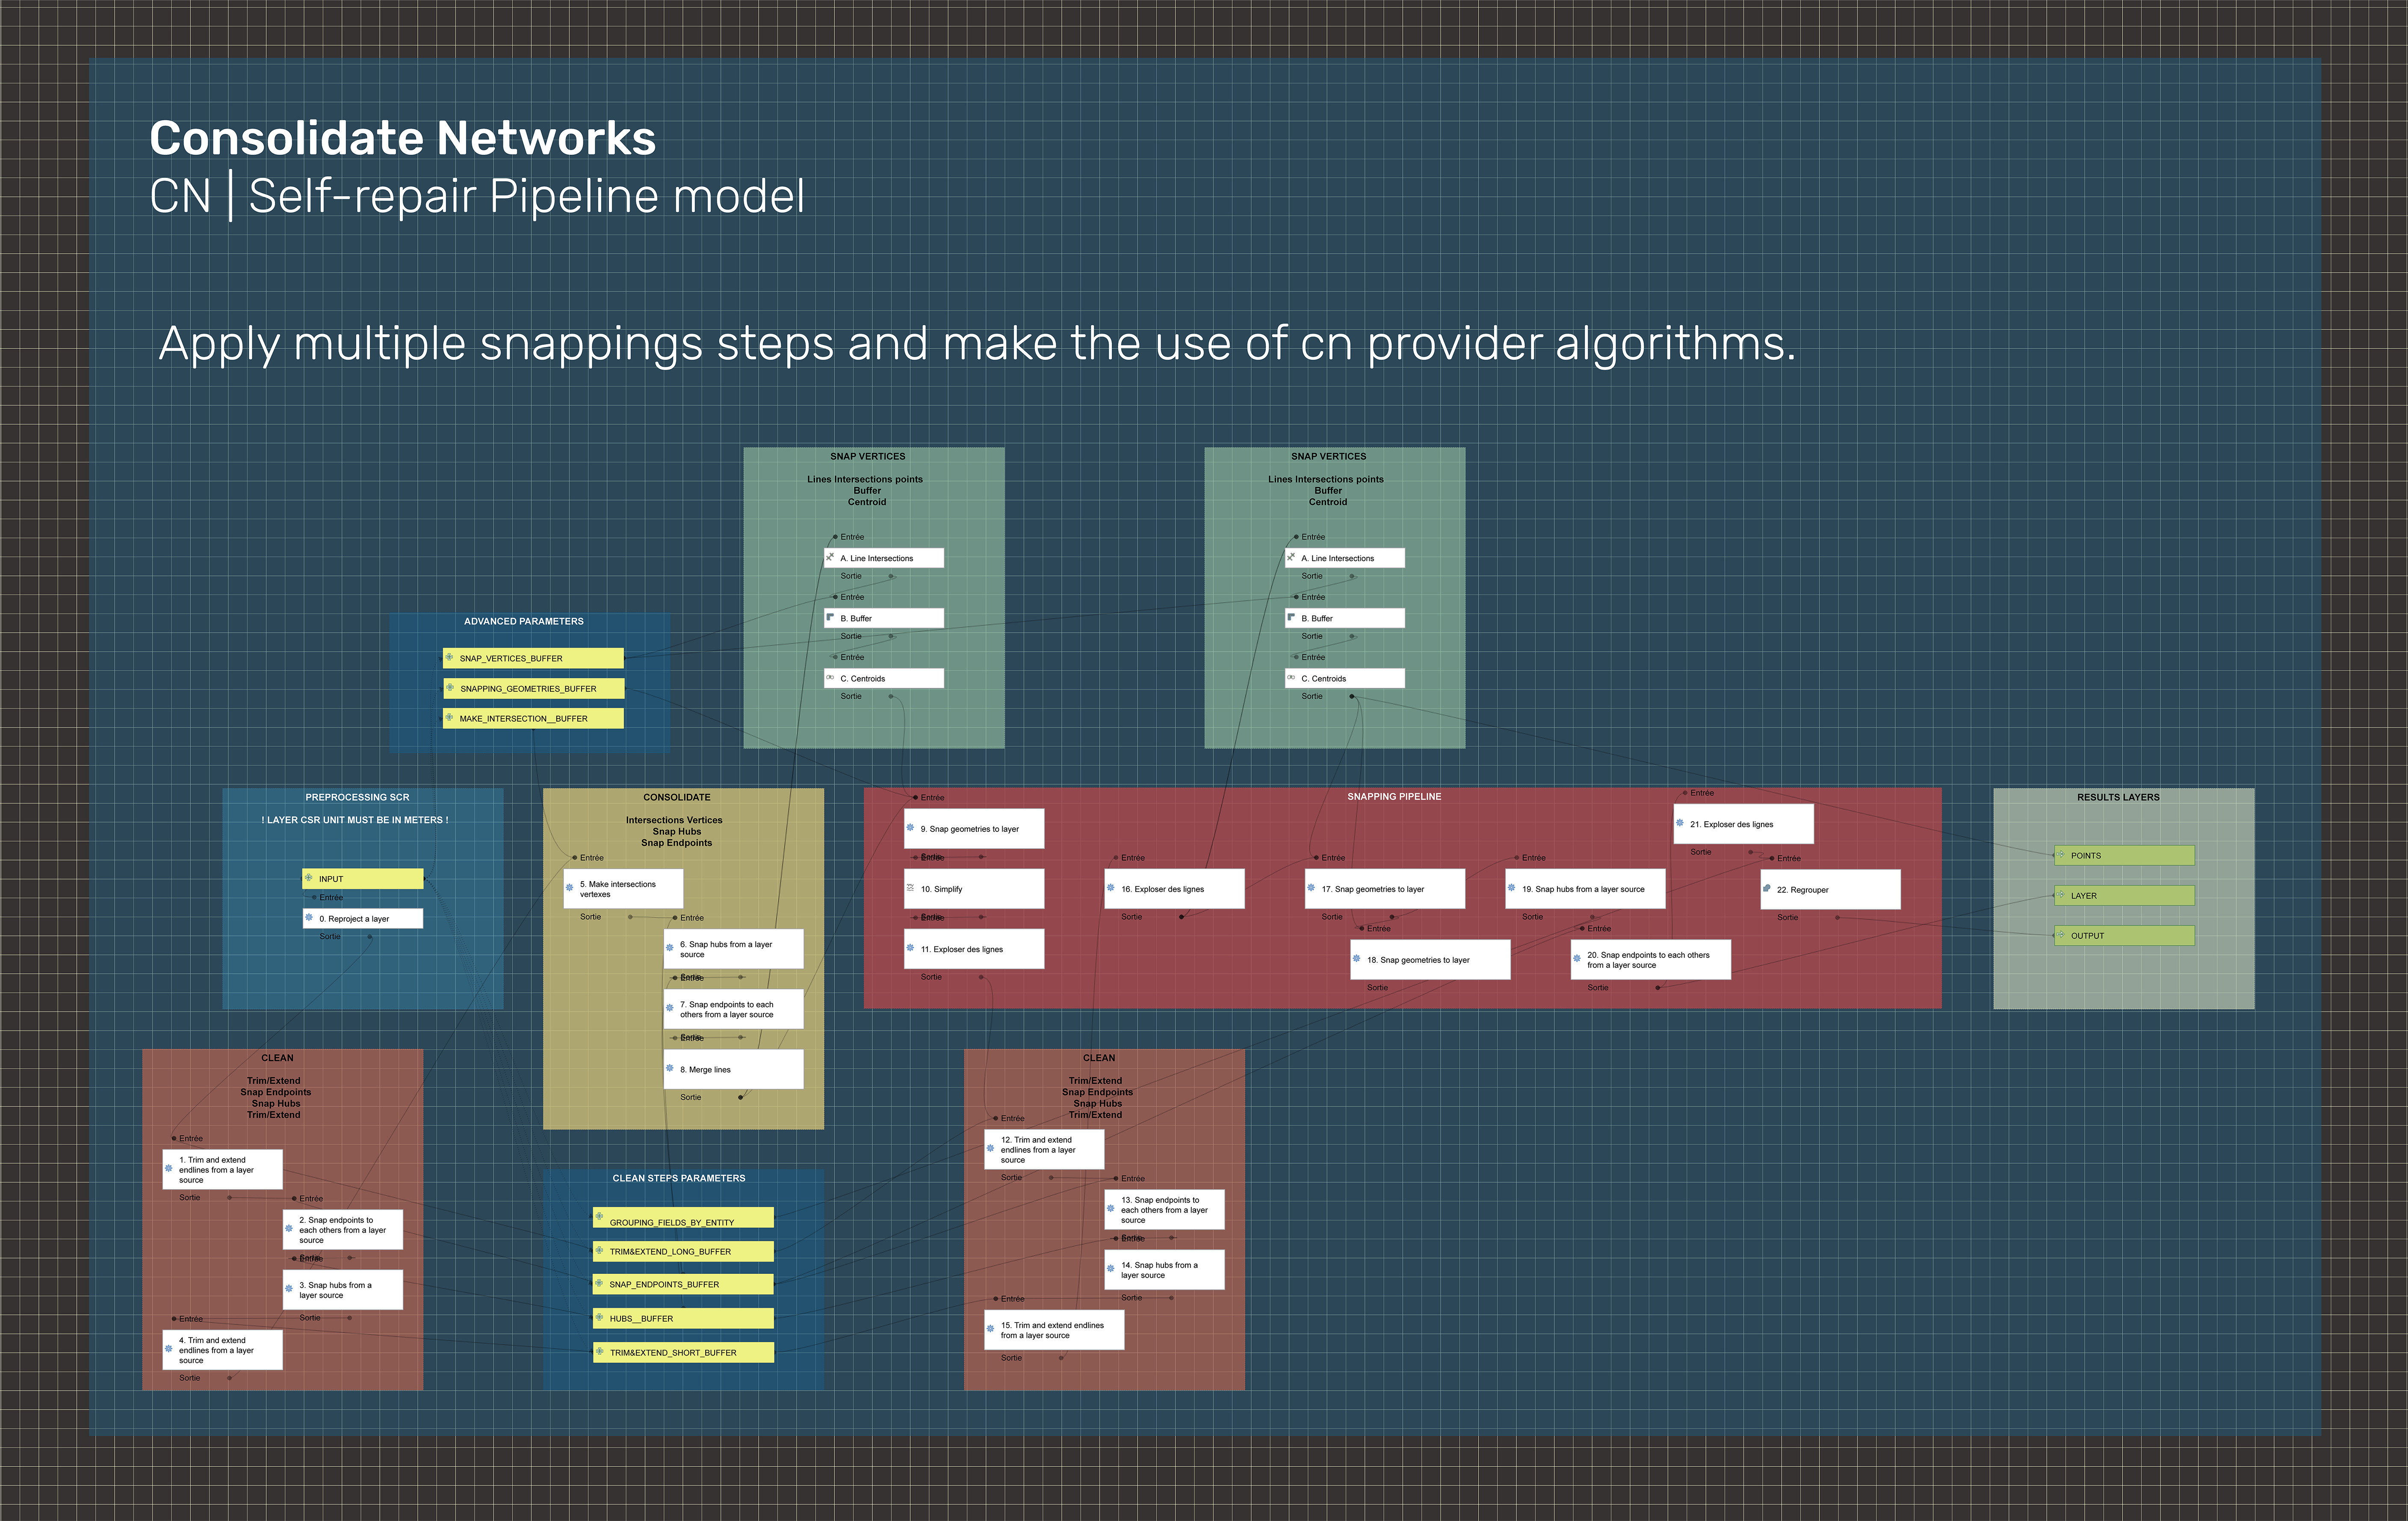 Consolidate Networks
CN | Self-repair Pipeline model
Apply multiple snappings steps and make the use of cn provider algorithms.
SNAP VERTICES
Lines Intersections points
Buffer
Centroid
Entrée
A. Line Intersections
Sortie
Entrée
B. Buffer
Sortie
Entrée
C. Centroids
Sortie
SNAP VERTICES
Lines Intersections points
Buffer
Centroid
Entrée
A. Line Intersections
Sortie
Entrée
B. Buffer
Sortie
Entrée
C. Centroids
Sortie
ADVANCED PARAMETERS
SNAP_VERTICES_BUFFER
SNAPPING_GEOMETRIES_BUFFER
MAKE_INTERSECTION__BUFFER
PREPROCESSING SCR
! LAYER CSR UNIT MUST BE IN METERS !
INPUT
Entrée
0. Reproject a layer
Sortie
CONSOLIDATE
Intersections Vertices
Snap Hubs
Snap Endpoints
Entrée
5. Make intersections
vertexes
Sortie
Entrée
6. Snap hubs from a layer
source
Sortie
Entrée
7. Snap endpoints to each
others from a layer source
Sortie
Entrée
8. Merge lines
Sortie
SNAPPING PIPELINE
Entrée
9. Snap geometries to layer
Sortie
Entrée
10. Simplify
Sortie
Entrée
11. Exploser des lignes
Sortie
Entrée
16. Exploser des lignes
Sortie
Entrée
17. Snap geometries to layer
Sortie
Entrée
18. Snap geometries to layer
Sortie
Entrée
19. Snap hubs from a layer source
Sortie
Entrée
20. Snap endpoints to each others
from a layer source
Sortie
Entrée
21. Exploser des lignes
Sortie
Entrée
22. Regrouper
Sortie
RESULTS LAYERS
POINTS
LAYER
OUTPUT
CLEAN
Trim/Extend
Snap Endpoints
Snap Hubs
Trim/Extend
Entrée
1. Trim and extend
endlines from a layer
source
Sortie
Entrée
2. Snap endpoints to
each others from a layer
source
Sortie
Entrée
3. Snap hubs from a
layer source
Sortie
Entrée
4. Trim and extend
endlines from a layer
source
Sortie
CLEAN STEPS PARAMETERS
GROUPING_FIELDS_BY_ENTITY
TRIM&EXTEND_LONG_BUFFER
SNAP_ENDPOINTS_BUFFER
HUBS__BUFFER
TRIM&EXTEND_SHORT_BUFFER
CLEAN
Trim/Extend
Snap Endpoints
Snap Hubs
Trim/Extend
Entrée
12. Trim and extend
endlines from a layer
source
Sortie
Entrée
13. Snap endpoints to
each others from a layer
source
Sortie
Entrée
14. Snap hubs from a
layer source
Sortie
Entrée
15. Trim and extend endlines
from a layer source
Sortie